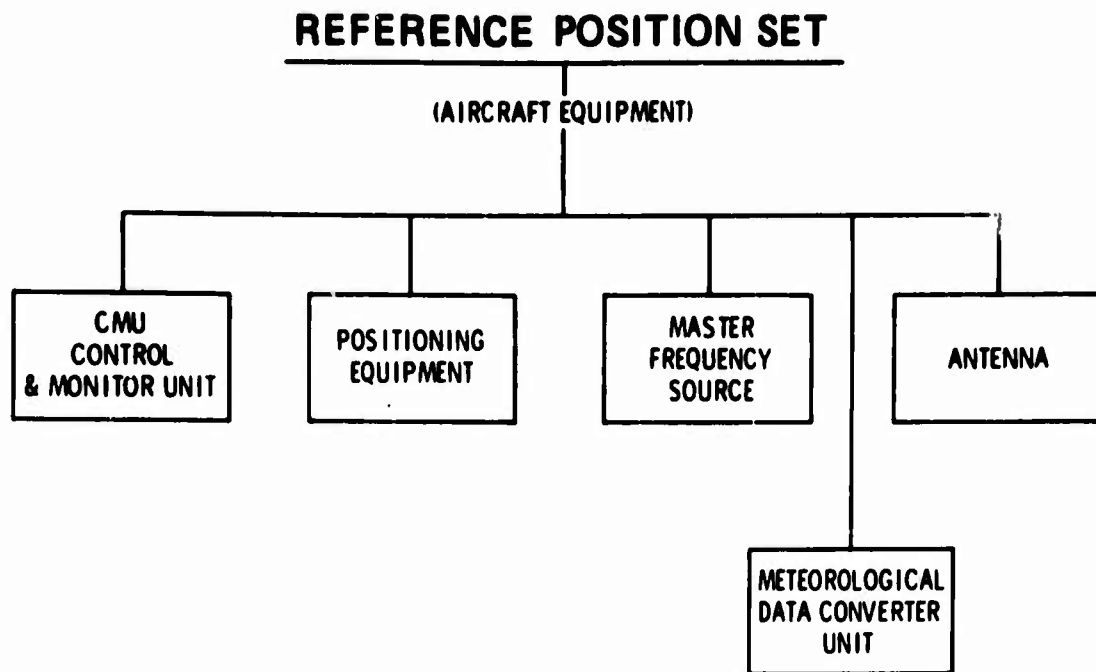 REFERENCE POSITION SET
(AIRCRAFT EQUIPMENT)
CMU
CONTROL
& MONITOR UNIT
POSITIONING
EQUIPMENT
MASTER
FREQUENCY
SOURCE
ANTENNA
METEOROLOGICAL
DATA CONVERTER
UNIT